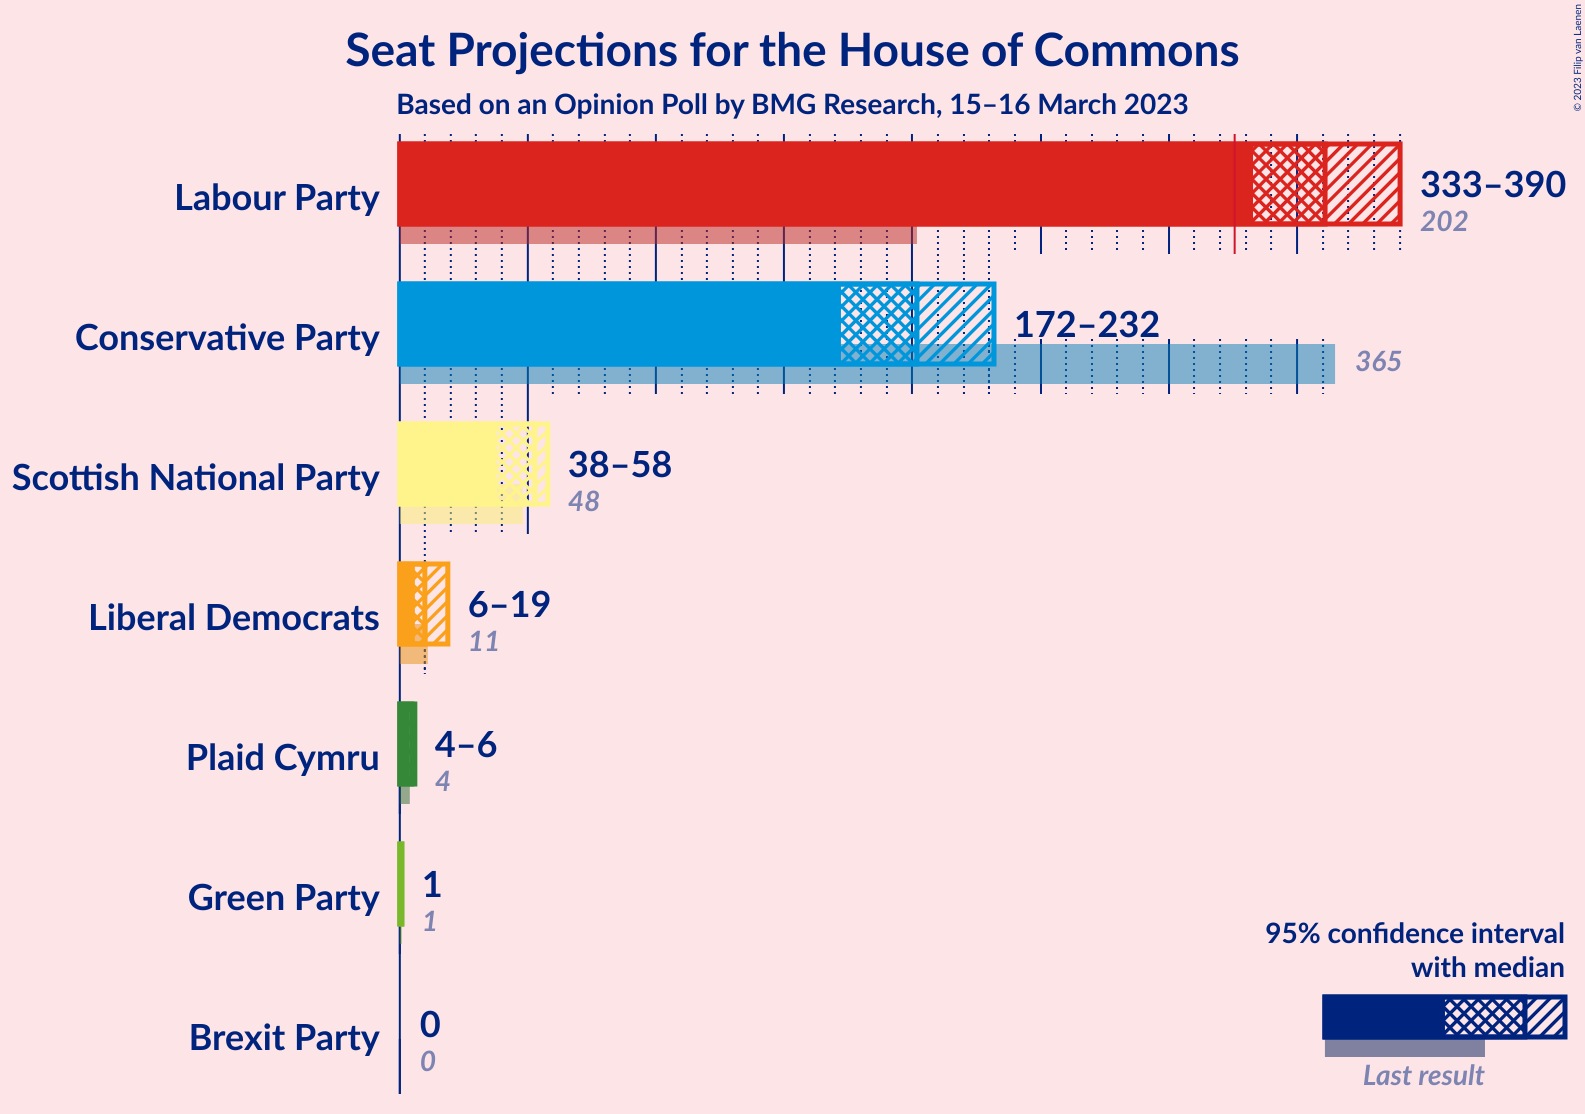 Seat Projections for the House of Commons
Based on an Opinion Poll by BMG Research, 15–16 March 2023
© 2023 Filip van Laenen
Labour Party
333–390
202
Conservative Party
172–232
365
Scottish National Party
38–58
48
Liberal Democrats
6–19
11
Plaid Cymru
4–6
4
Green Party
1
1
Brexit Party
0
0
95% confidence interval
with median
Last result